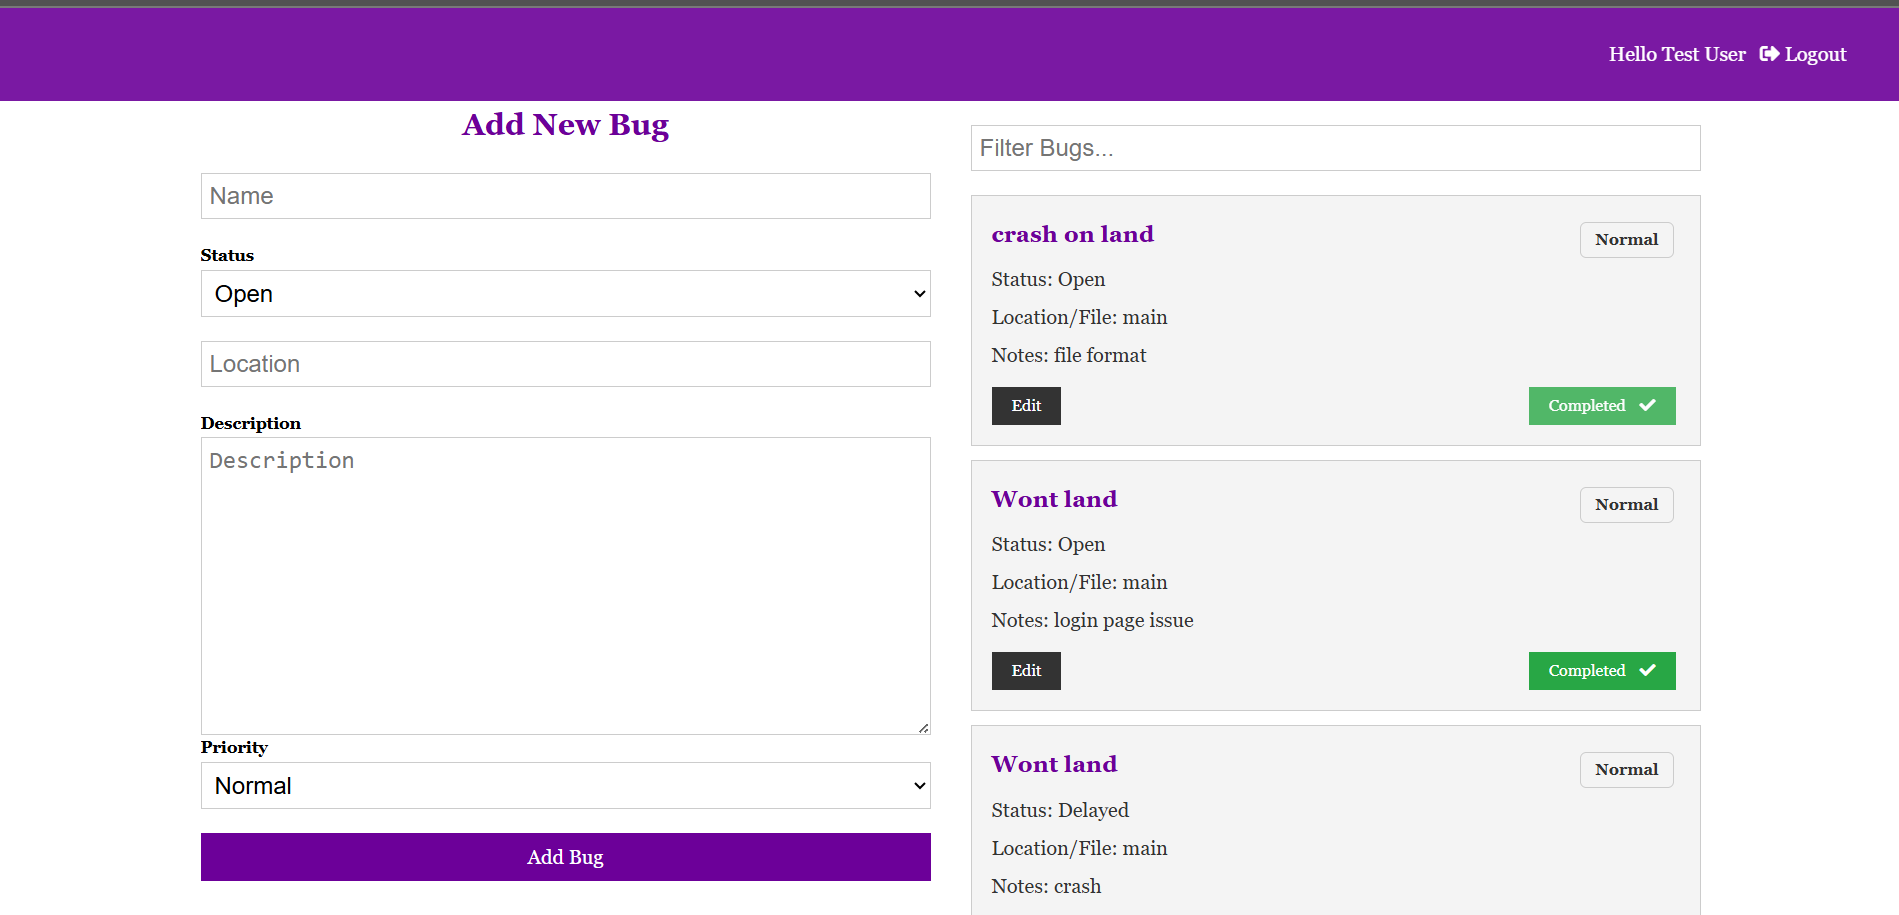 Hello Test User Logout
Add New Bug
Name
Status
Open
Location
Description
Description
Priority
Normal
Add Bug
Filter Bugs...
crash on land
Normal
Status: Open
Location/File: main
Notes: file format
Edit
Completed
Wont land
Normal
Status: Open
Location/File: main
Notes: login page issue
Edit
Completed
Wont land
Normal
Status: Delayed
Location/File: main
Notes: crash